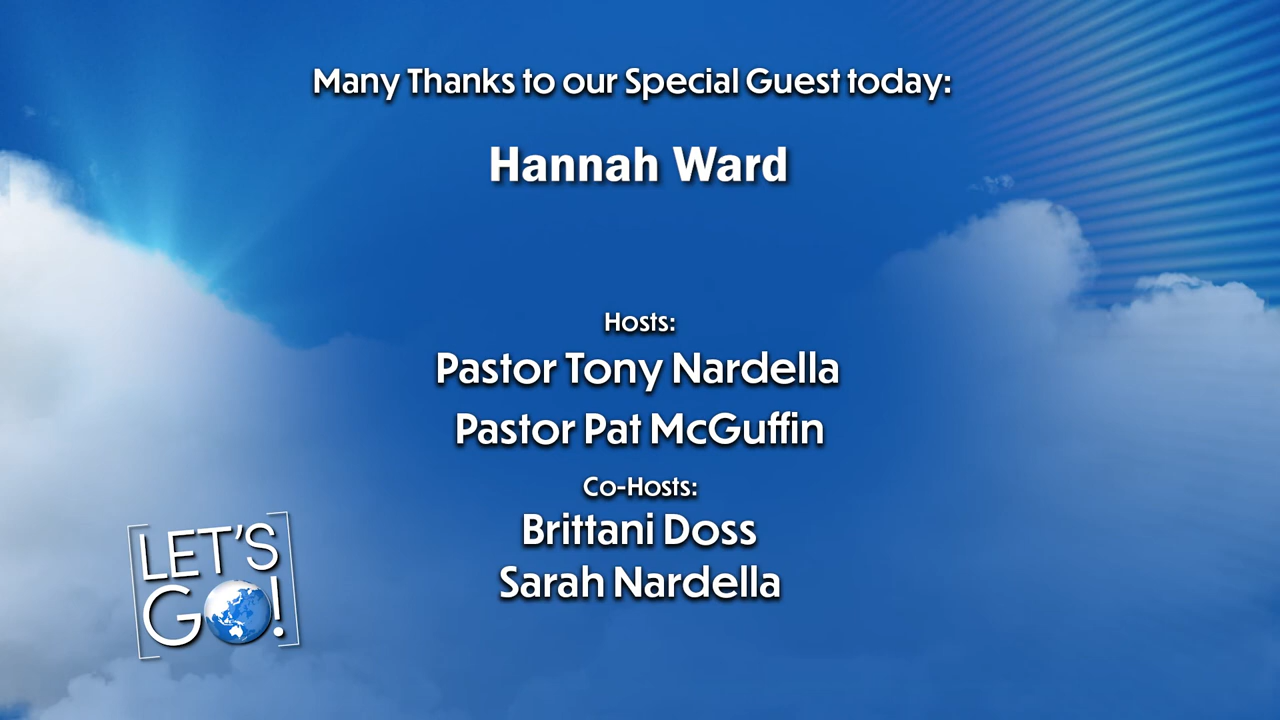 Many Thanks to our Special Guest today:
Hannah Ward
Hosts:
Pastor Tony Nardella
Pastor Pat McGuffin
Co-Hosts:
Brittani Doss
Sarah Nardella
LET'S
GO!